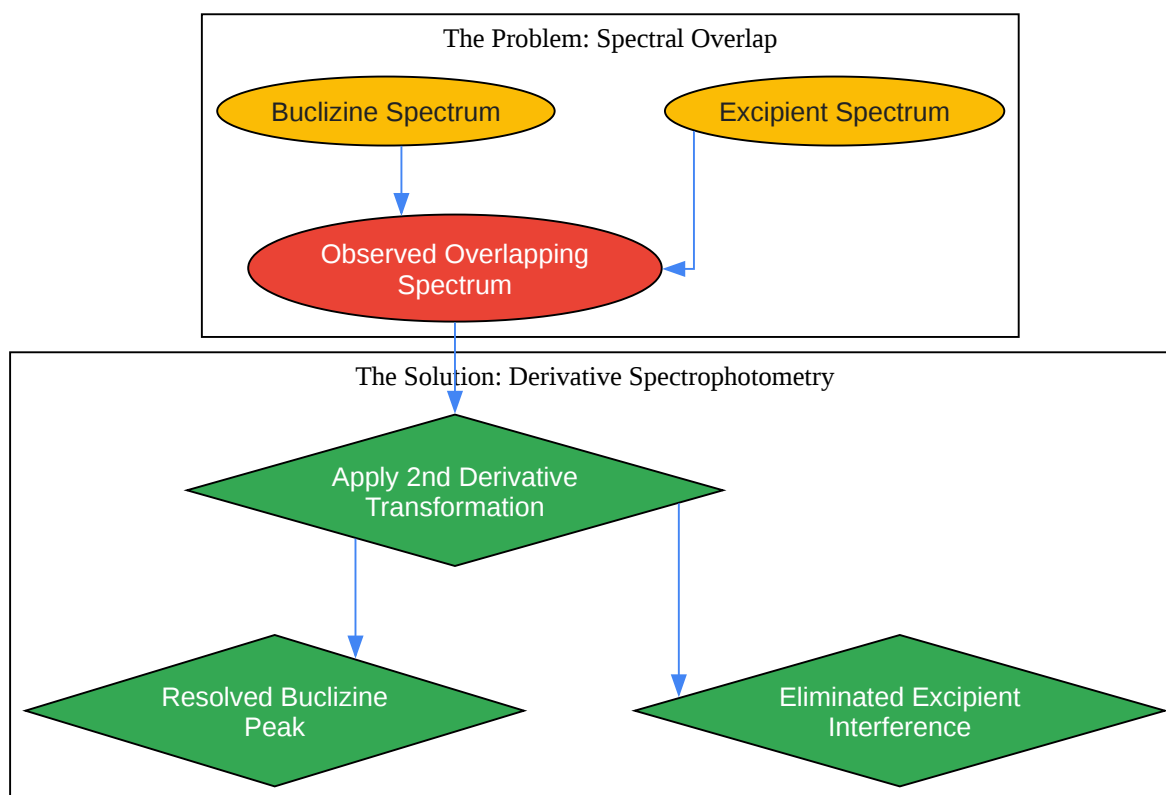 The Problem: Spectral Overlap
Buclizine Spectrum
Excipient Spectrum
Observed Overlapping
Spectrum
The Solution: Derivative Spectrophotometry
Apply 2nd Derivative
Transformation
Resolved Buclizine
Peak
Eliminated Excipient
Interference